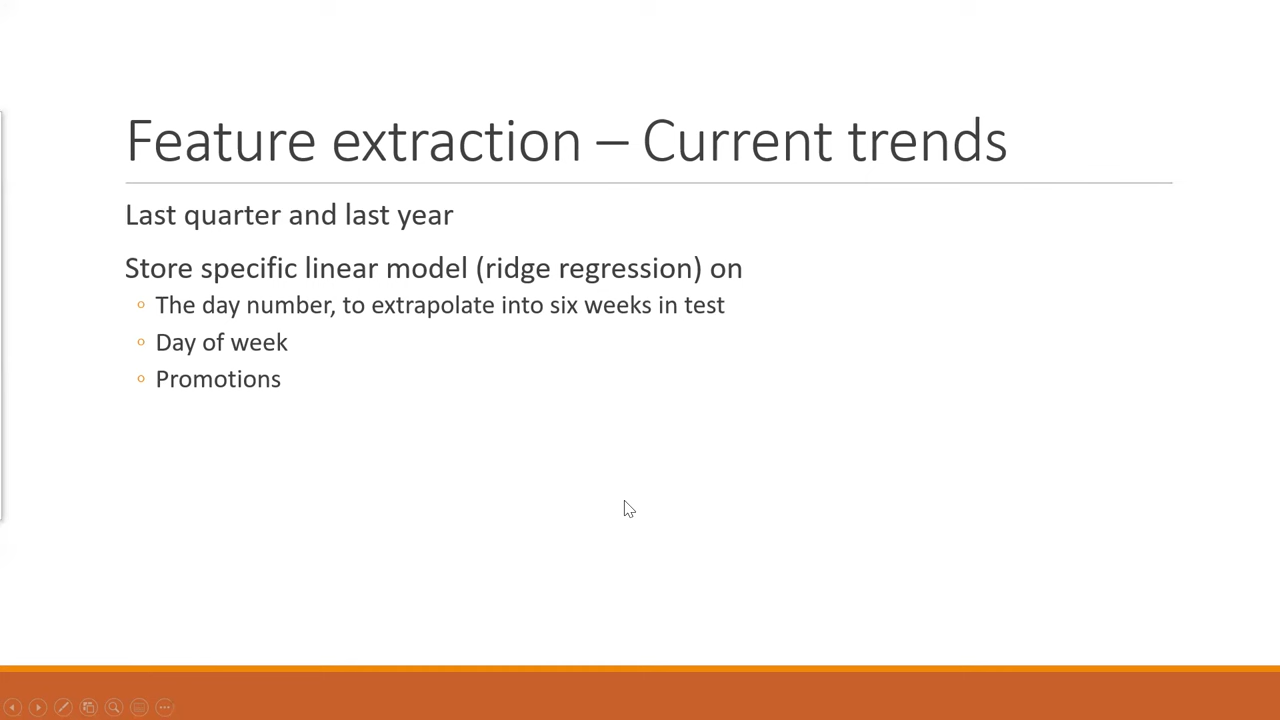 Feature extraction – Current trends
Last quarter and last year
Store specific linear model (ridge regression) on
The day number, to extrapolate into six weeks in test
Day of week
Promotions